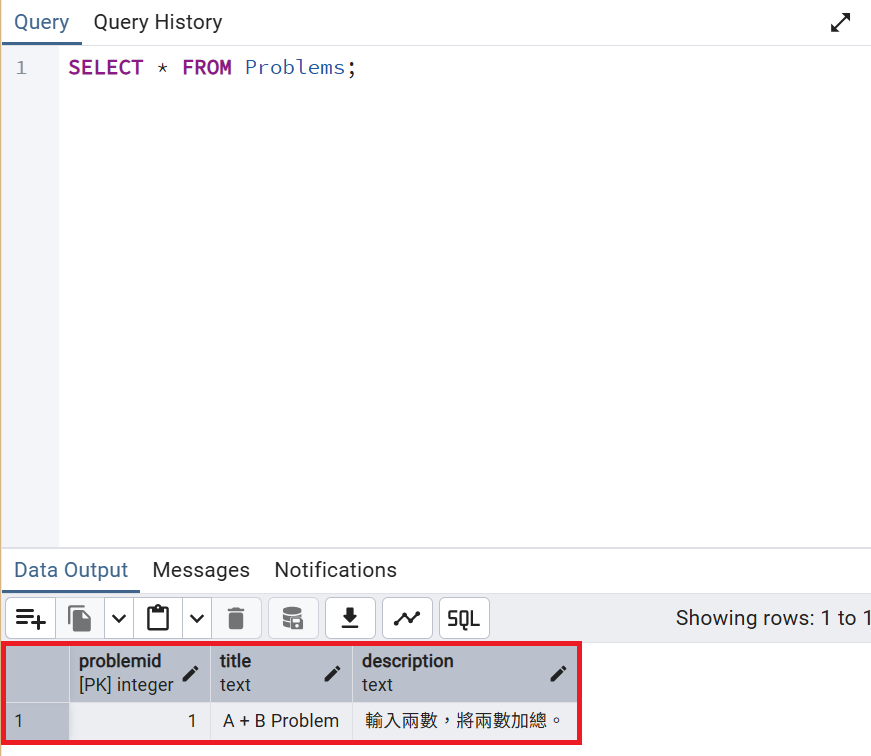 Query Query History
1 SELECT * FROM Problems;
Data Output Messages Notifications
SQL Showing rows: 1 to 1
problemid title description
[PK] integer text text
1 1 A + B Problem 輸入兩數，將兩數加總。